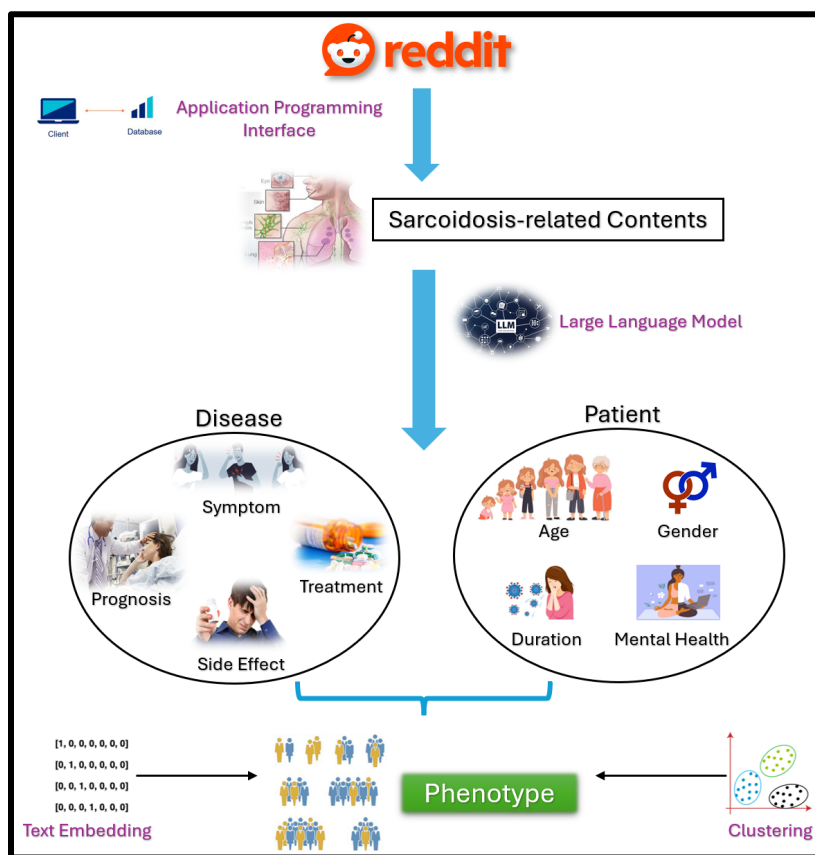 reddit
Application Programming
Interface
Client
Database
Eye
Skin
Lung
Sarcoidosis-related Contents
LLM
Large Language Model
Disease
Patient
Symptom
Age
Gender
Prognosis
Treatment
Side Effect
Duration
Mental Health
[1, 0, 0, 0, 0, 0, 0]
[0, 1, 0, 0, 0, 0, 0]
[0, 0, 1, 0, 0, 0, 0]
[0, 0, 0, 1, 0, 0, 0]
Text Embedding
Phenotype
Clustering